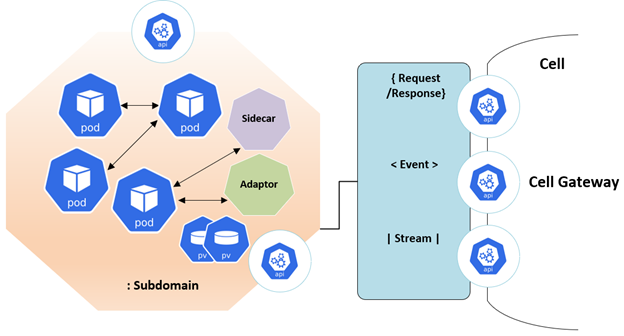 api
pod
pod
Sidecar
pod
pod
Adaptor
pv
pv
api
: Subdomain
{ Request
/Response}
< Event >
| Stream |
api
api
api
Cell
Cell Gateway